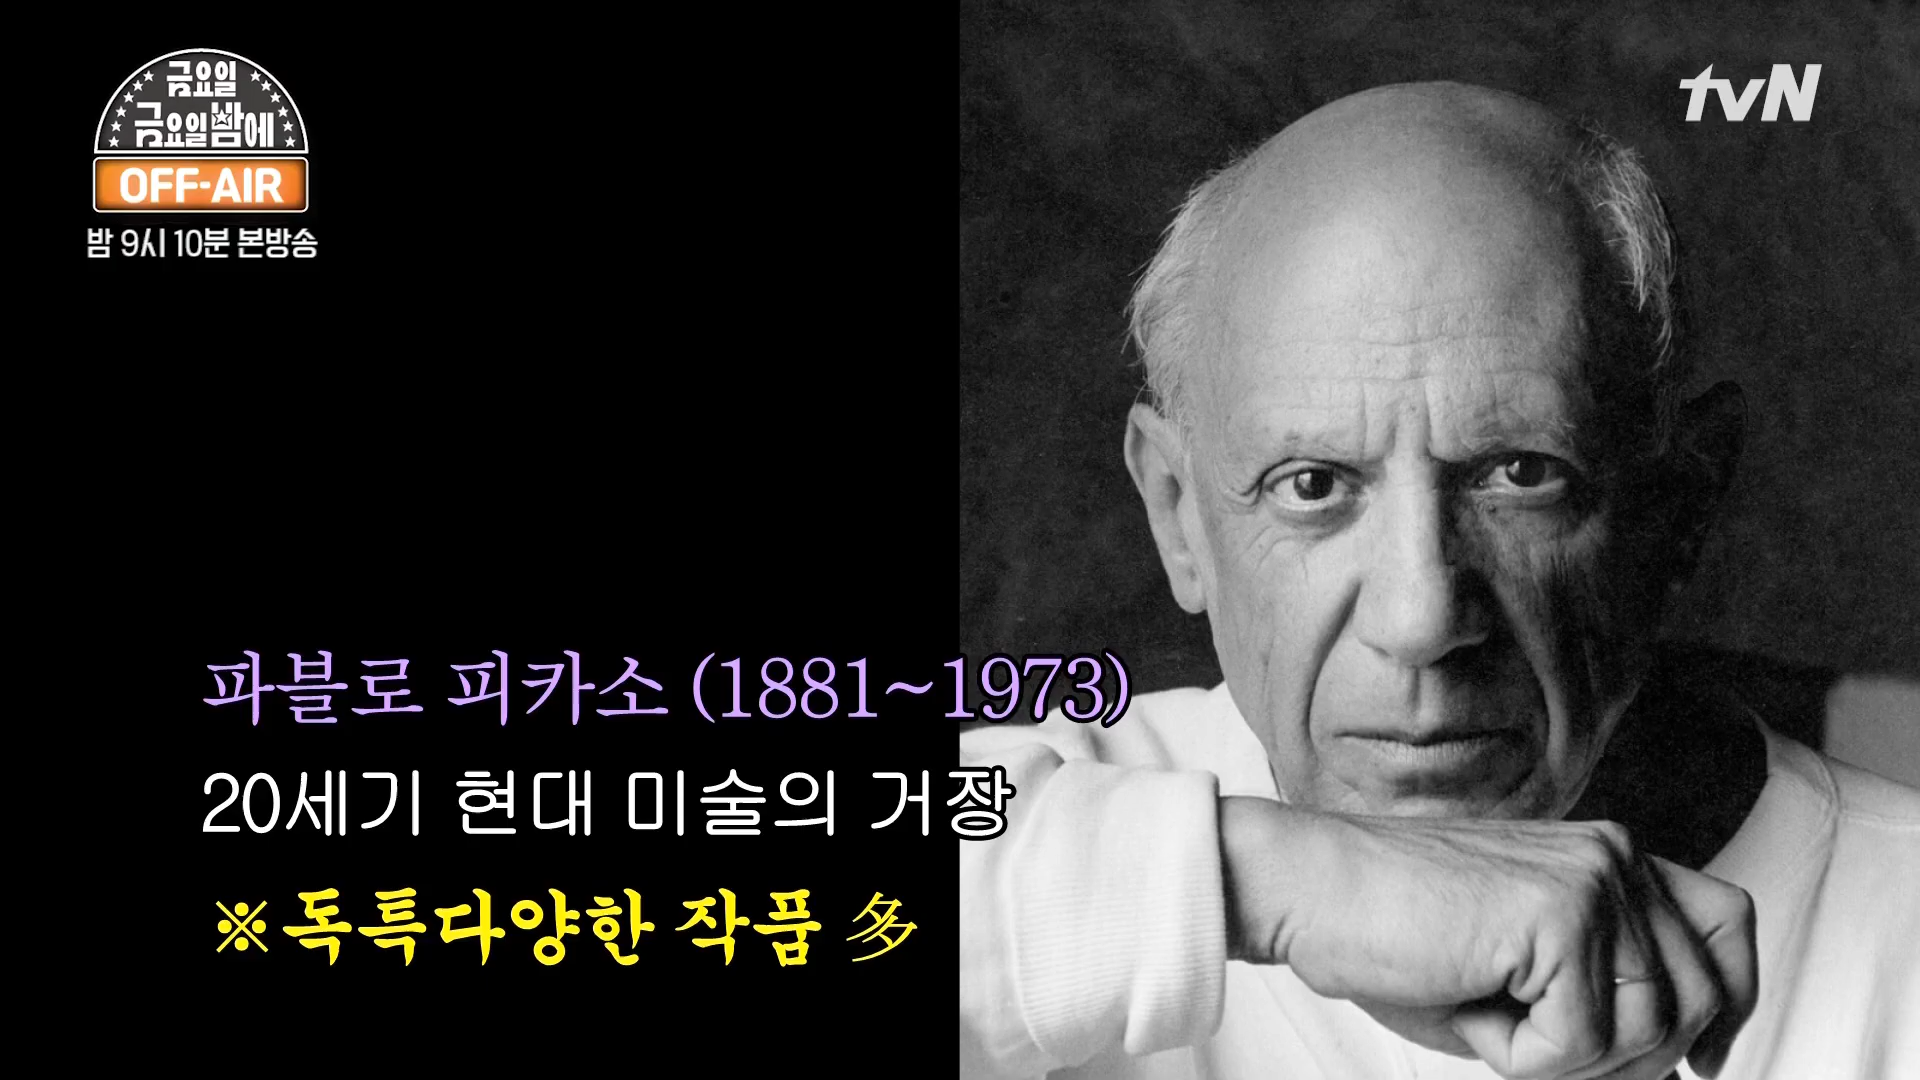 금요일
금요일밤에
OFF-AIR
밤 9시 10분 본방송
tvN
파블로 피카소 (1881~1973)
20세기 현대 미술의 거장
※독특다양한 작품 多